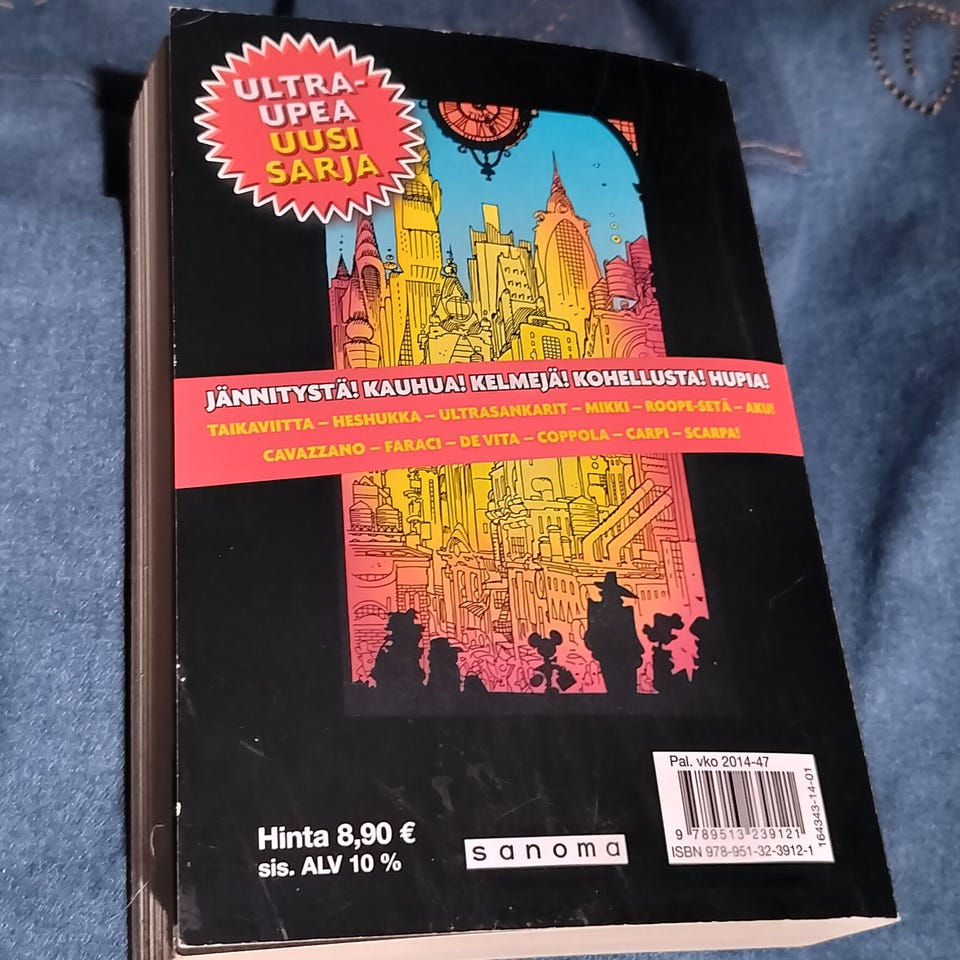 ULTRA-
UPEA
UUSI
SARJA
JÄNNITYSTÄ! KAUHUA! KELMEJÄ! KOHELLUSTA! HUPIA!
TAIKAVIITTA – HESHUKKA – ULTRASANKARIT – MIKKI – ROOPE-SETÄ – AKU!
CAVAZZANO – FARACI – DE VITA – COPPOLA – CARPI – SCARPA!
Hinta 8,90 €
sis. ALV 10 %
sanoma
Pal. vko 2014-47
9 789513 239121
ISBN 978-951-32-3912-1
164343-14-01